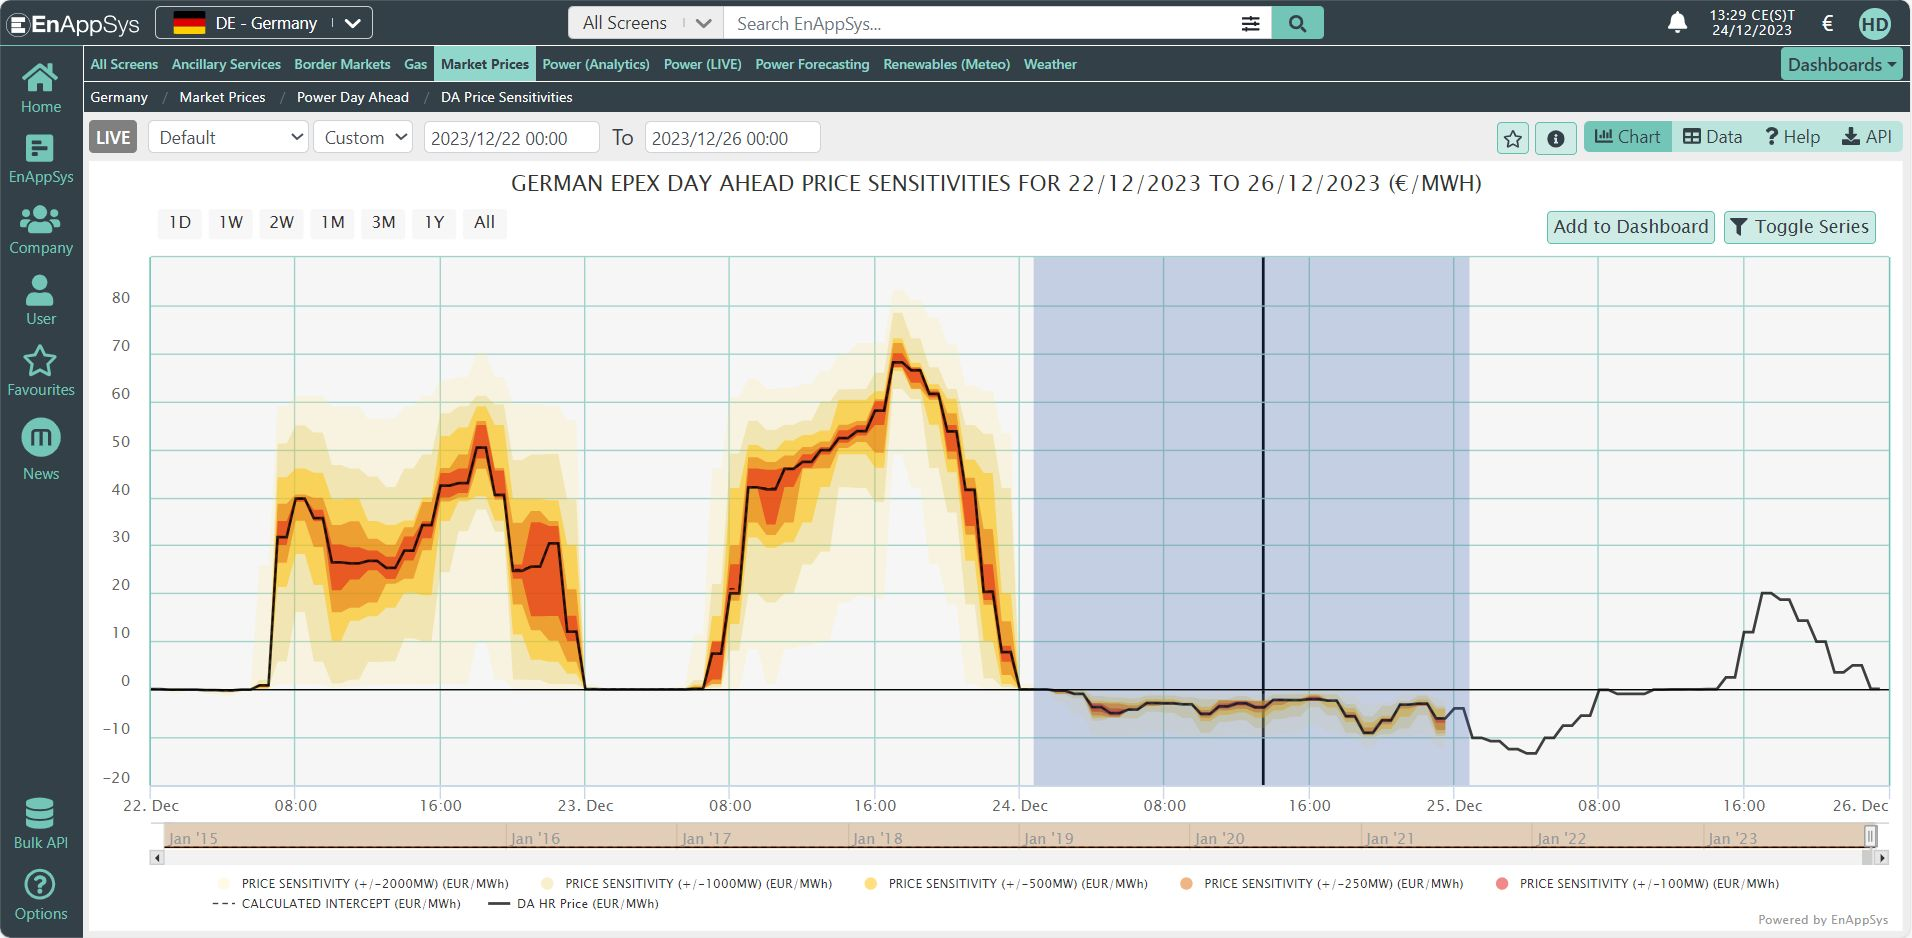 EnAppSys DE - Germany All Screens Search EnAppSys... 13:29 CE(S)T € HD
24/12/2023
All Screens Ancillary Services Border Markets Gas Market Prices Power (Analytics) Power (LIVE) Power Forecasting Renewables (Meteo) Weather Dashboards
Germany / Market Prices / Power Day Ahead / DA Price Sensitivities
Home
EnAppSys
Company
User
Favourites
m
News
Bulk API
Options
LIVE Default Custom 2023/12/22 00:00 To 2023/12/26 00:00 Chart Data Help API
GERMAN EPEX DAY AHEAD PRICE SENSITIVITIES FOR 22/12/2023 TO 26/12/2023 (€/MWH)
1D 1W 2W 1M 3M 1Y All Add to Dashboard Toggle Series
80
70
60
50
40
30
20
10
0
-10
-20
22. Dec 08:00 16:00 23. Dec 08:00 16:00 24. Dec 08:00 16:00 25. Dec 08:00 16:00 26. Dec
Jan '15 Jan '16 Jan '17 Jan '18 Jan '19 Jan '20 Jan '21 Jan '22 Jan '23
PRICE SENSITIVITY (+/-2000MW) (EUR/MWh) PRICE SENSITIVITY (+/-1000MW) (EUR/MWh) PRICE SENSITIVITY (+/-500MW) (EUR/MWh) PRICE SENSITIVITY (+/-250MW) (EUR/MWh) PRICE SENSITIVITY (+/-100MW) (EUR/MWh)
CALCULATED INTERCEPT (EUR/MWh) DA HR Price (EUR/MWh)
Powered by EnAppSys